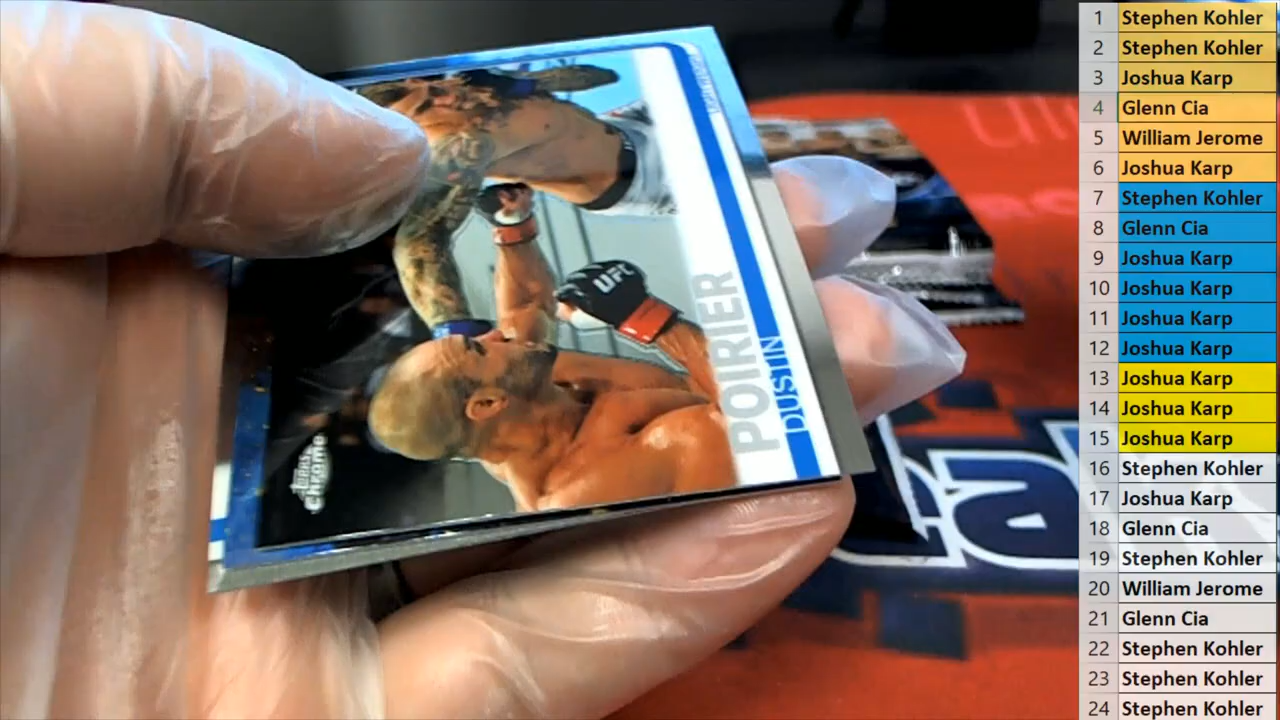 POIRIER
DUSTIN
UFC
Topps
Chrome
1 Stephen Kohler
2 Stephen Kohler
3 Joshua Karp
4 Glenn Cia
5 William Jerome
6 Joshua Karp
7 Stephen Kohler
8 Glenn Cia
9 Joshua Karp
10 Joshua Karp
11 Joshua Karp
12 Joshua Karp
13 Joshua Karp
14 Joshua Karp
15 Joshua Karp
16 Stephen Kohler
17 Joshua Karp
18 Glenn Cia
19 Stephen Kohler
20 William Jerome
21 Glenn Cia
22 Stephen Kohler
23 Stephen Kohler
24 Stephen Kohler